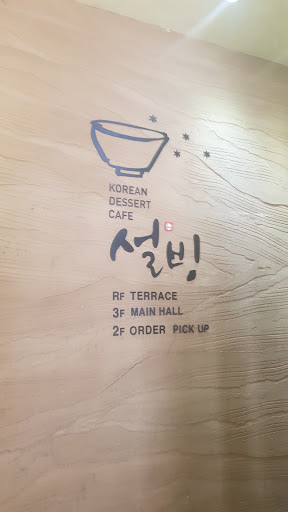 KOREAN
DESSERT
CAFE
설빙
RF TERRACE
3F MAIN HALL
2F ORDER PICK UP